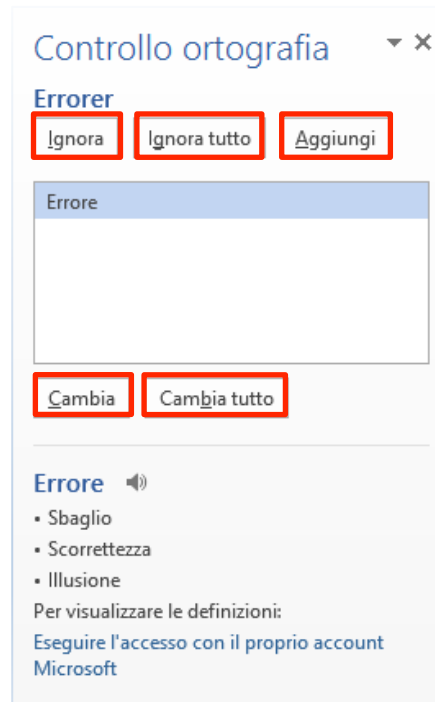 Controllo ortografia
Errorer
Ignora Ignora tutto Aggiungi
Errore
Cambia Cambia tutto
Errore
• Sbaglio
• Scorrettezza
• Illusione
Per visualizzare le definizioni:
Eseguire l'accesso con il proprio account
Microsoft